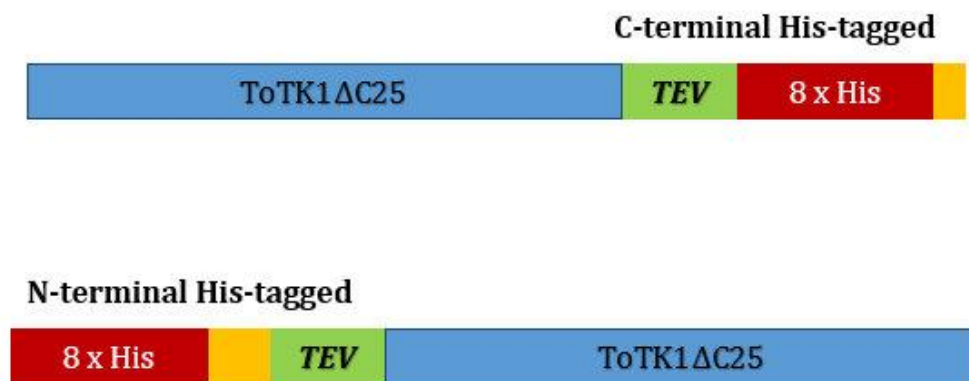 C-terminal His-tagged
ToTK1ΔC25 TEV 8 x His
N-terminal His-tagged
8 x His TEV ToTK1ΔC25